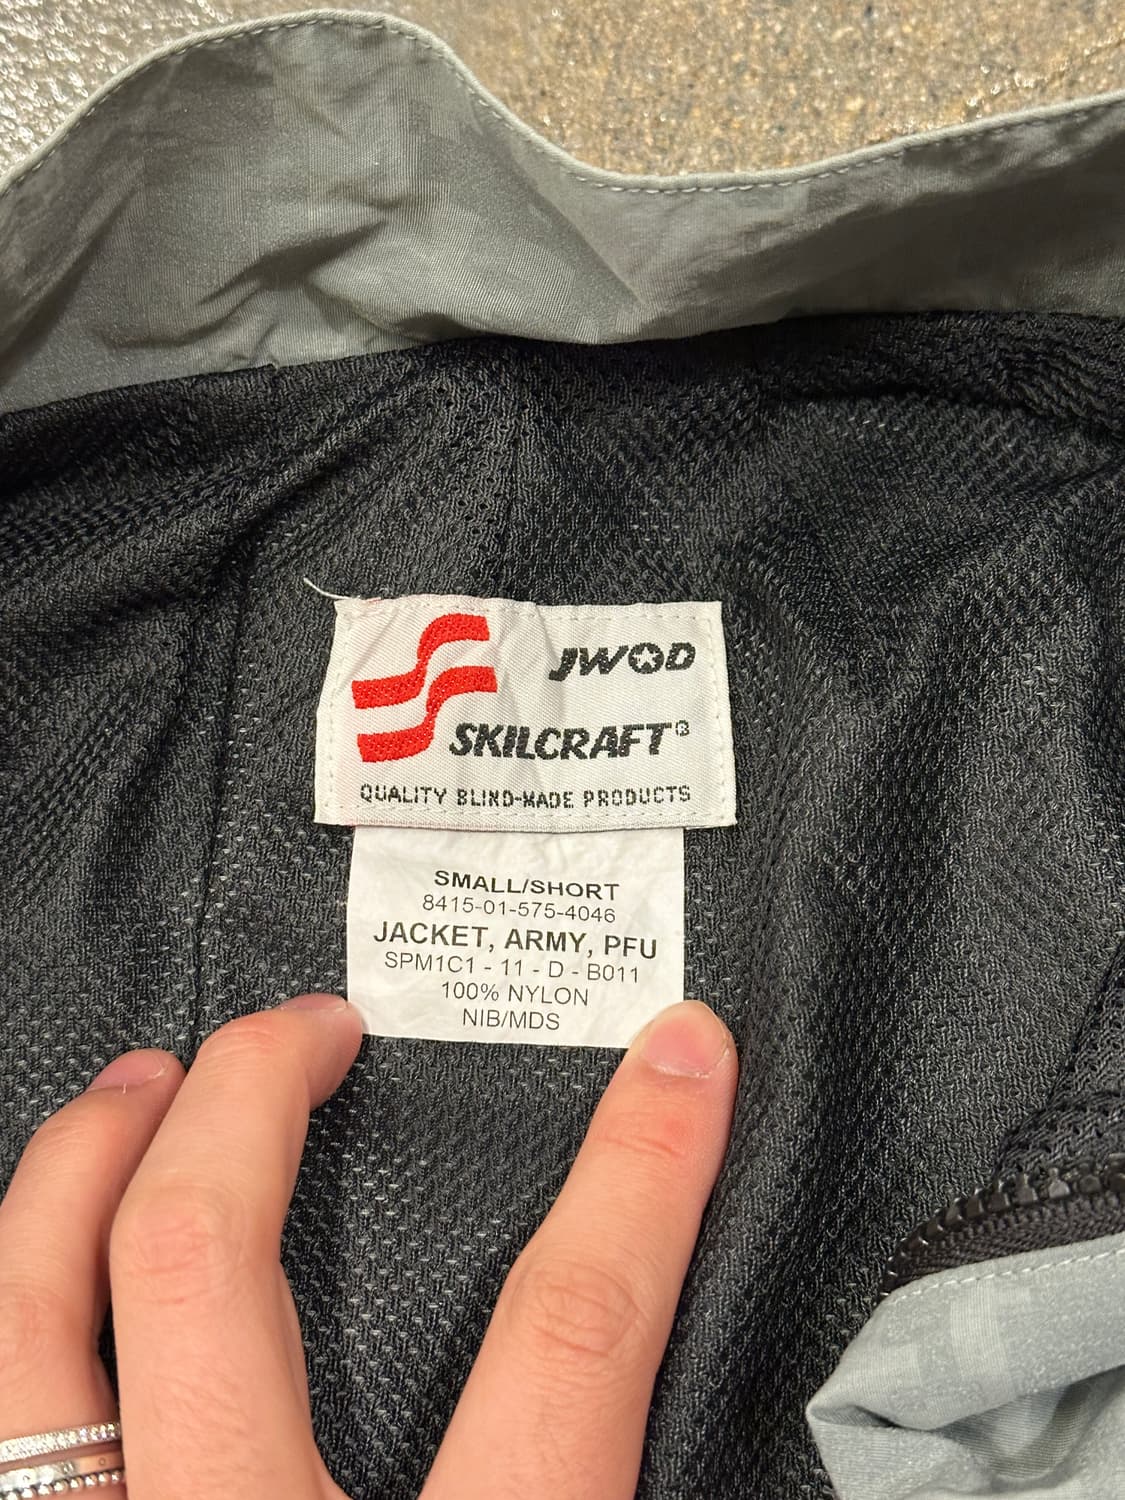 JWOD
SKILCRAFT®
QUALITY BLIND-MADE PRODUCTS
SMALL/SHORT
8415-01-575-4046
JACKET, ARMY, PFU
SPM1C1 - 11 - D - B011
100% NYLON
NIB/MDS